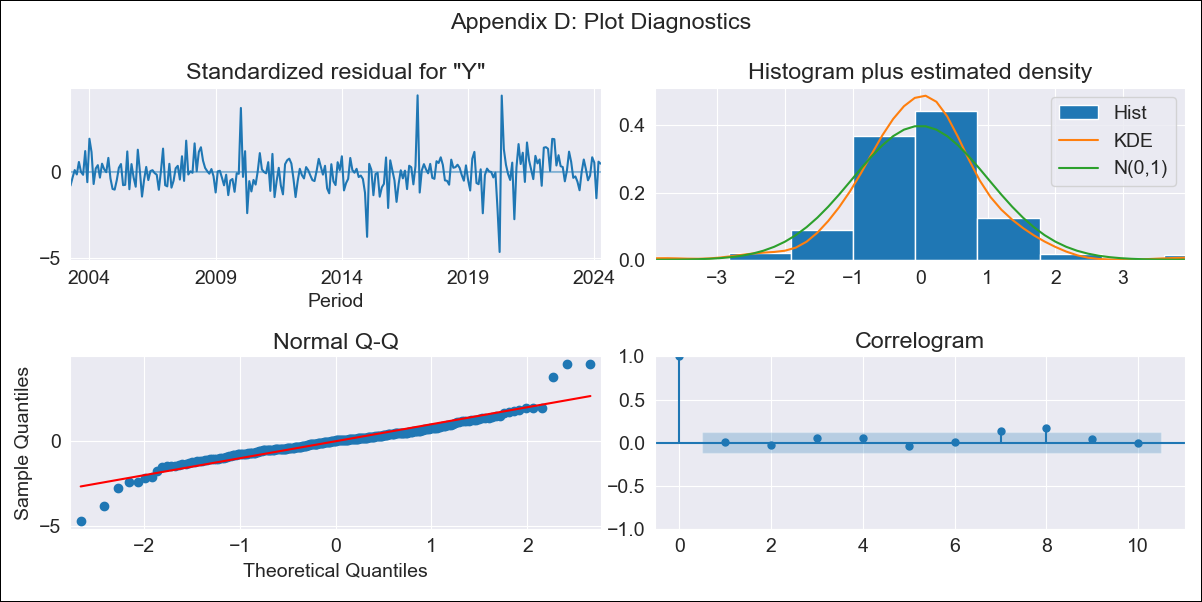 Appendix D: Plot Diagnostics
Standardized residual for "Y"
0
−5
2004 2009 2014 2019 2024
Period
Histogram plus estimated density
Hist
KDE
N(0,1)
0.4
0.2
0.0
−3 −2 −1 0 1 2 3
Normal Q-Q
Sample Quantiles
0
−5
−2 −1 0 1 2
Theoretical Quantiles
Correlogram
1.0
0.5
0.0
−0.5
−1.0
0 2 4 6 8 10